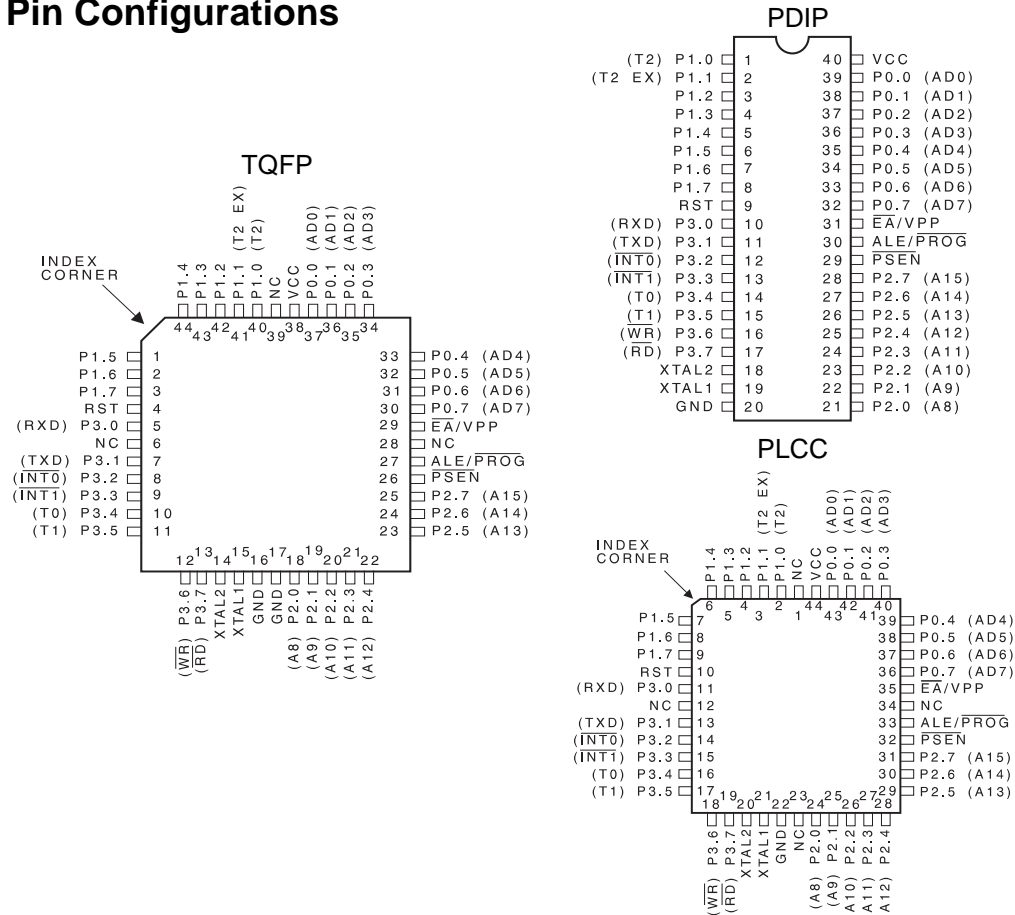 Pin Configurations
PDIP
(T2) P1.0 1 40 VCC
(T2 EX) P1.1 2 39 P0.0 (AD0)
P1.2 3 38 P0.1 (AD1)
P1.3 4 37 P0.2 (AD2)
P1.4 5 36 P0.3 (AD3)
P1.5 6 35 P0.4 (AD4)
P1.6 7 34 P0.5 (AD5)
P1.7 8 33 P0.6 (AD6)
RST 9 32 P0.7 (AD7)
(RXD) P3.0 10 31 EA/VPP
(TXD) P3.1 11 30 ALE/PROG
(INT0) P3.2 12 29 PSEN
(INT1) P3.3 13 28 P2.7 (A15)
(T0) P3.4 14 27 P2.6 (A14)
(T1) P3.5 15 26 P2.5 (A13)
(WR) P3.6 16 25 P2.4 (A12)
(RD) P3.7 17 24 P2.3 (A11)
XTAL2 18 23 P2.2 (A10)
XTAL1 19 22 P2.1 (A9)
GND 20 21 P2.0 (A8)
TQFP
INDEX
CORNER
P1.4
P1.3
P1.2
P1.1 (T2 EX)
P1.0 (T2)
NC
VCC
P0.0 (AD0)
P0.1 (AD1)
P0.2 (AD2)
P0.3 (AD3)
44 43 42 41 40 39 38 37 36 35 34
P1.5 1 33 P0.4 (AD4)
P1.6 2 32 P0.5 (AD5)
P1.7 3 31 P0.6 (AD6)
RST 4 30 P0.7 (AD7)
(RXD) P3.0 5 29 EA/VPP
NC 6 28 NC
(TXD) P3.1 7 27 ALE/PROG
(INT0) P3.2 8 26 PSEN
(INT1) P3.3 9 25 P2.7 (A15)
(T0) P3.4 10 24 P2.6 (A14)
(T1) P3.5 11 23 P2.5 (A13)
12 13 14 15 16 17 18 19 20 21 22
(WR) P3.6
(RD) P3.7
XTAL2
XTAL1
GND
GND
(A8) P2.0
(A9) P2.1
(A10) P2.2
(A11) P2.3
(A12) P2.4
PLCC
INDEX
CORNER
P1.4
P1.3
P1.2
P1.1 (T2 EX)
P1.0 (T2)
NC
VCC
P0.0 (AD0)
P0.1 (AD1)
P0.2 (AD2)
P0.3 (AD3)
6 5 4 3 2 1 44 43 42 41 40
P1.5 7 39 P0.4 (AD4)
P1.6 8 38 P0.5 (AD5)
P1.7 9 37 P0.6 (AD6)
RST 10 36 P0.7 (AD7)
(RXD) P3.0 11 35 EA/VPP
NC 12 34 NC
(TXD) P3.1 13 33 ALE/PROG
(INT0) P3.2 14 32 PSEN
(INT1) P3.3 15 31 P2.7 (A15)
(T0) P3.4 16 30 P2.6 (A14)
(T1) P3.5 17 29 P2.5 (A13)
18 19 20 21 22 23 24 25 26 27 28
(WR) P3.6
(RD) P3.7
XTAL2
XTAL1
GND
NC
(A8) P2.0
(A9) P2.1
A10) P2.2
A11) P2.3
A12) P2.4